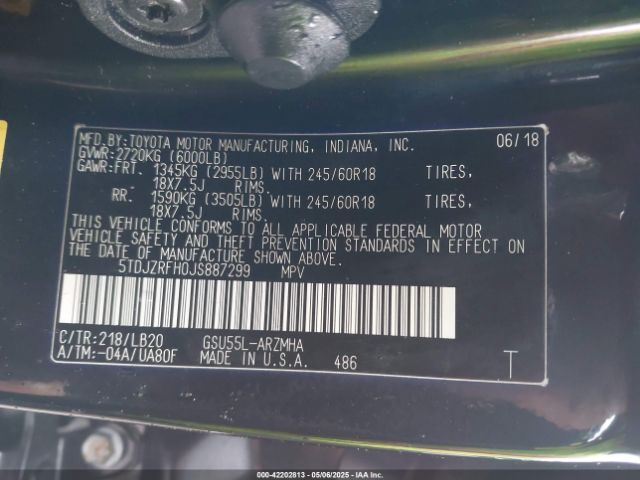 MFD.BY:TOYOTA MOTOR MANUFACTURING, INDIANA, INC. 06/18
GVWR:2720KG (6000LB)
GAWR:FRT. 1345KG (2955LB) WITH 245/60R18 TIRES,
18X7.5J RIMS.
RR. 1590KG (3505LB) WITH 245/60R18 TIRES,
18X7.5J RIMS.
THIS VEHICLE CONFORMS TO ALL APPLICABLE FEDERAL MOTOR
VEHICLE SAFETY AND THEFT PREVENTION STANDARDS IN EFFECT ON
THE DATE OF MANUFACTURE SHOWN ABOVE.
5TDJZRFH0JS887299 MPV
C/TR:218/LB20 GSU55L-ARZMHA
A/TM:-04A/UA80F MADE IN U.S.A. 486 T
000-42202613 - 05/06/2025 - IAA Inc.